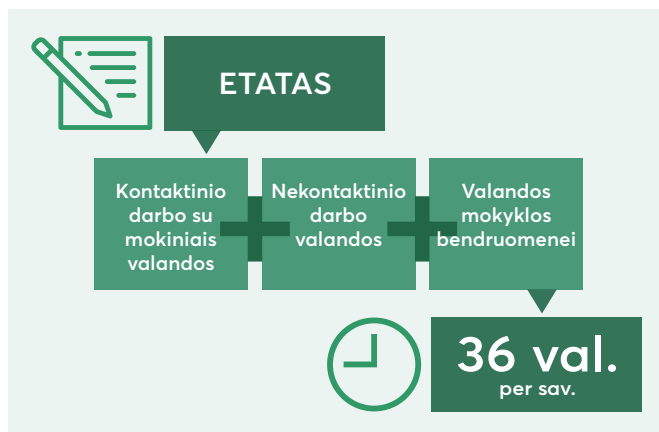 ETATAS
Kontaktinio
darbo su
mokiniais
valandos
Nekontaktinio
darbo
valandos
Valandos
mokyklos
bendruomenei
36 val.
per sav.